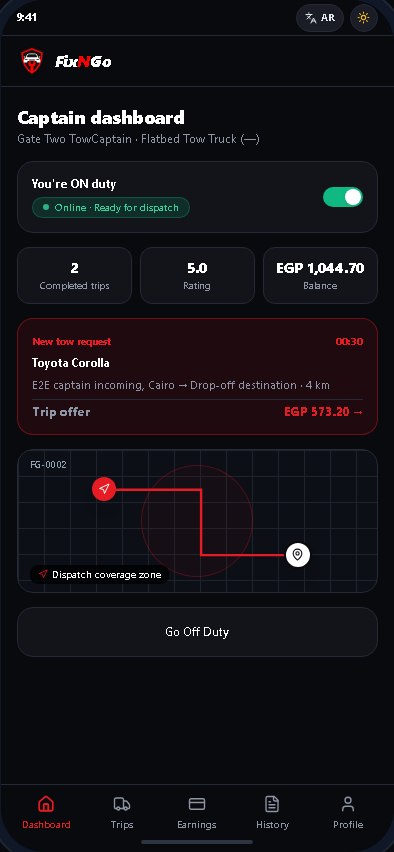 9:41
AR
FixNGo
Captain dashboard
Gate Two TowCaptain · Flatbed Tow Truck (—)
You're ON duty
Online · Ready for dispatch
2
Completed trips
5.0
Rating
EGP 1,044.70
Balance
New tow request 00:30
Toyota Corolla
E2E captain incoming, Cairo → Drop-off destination · 4 km
Trip offer EGP 573.20 →
FG-0002
Dispatch coverage zone
Go Off Duty
Dashboard Trips Earnings History Profile